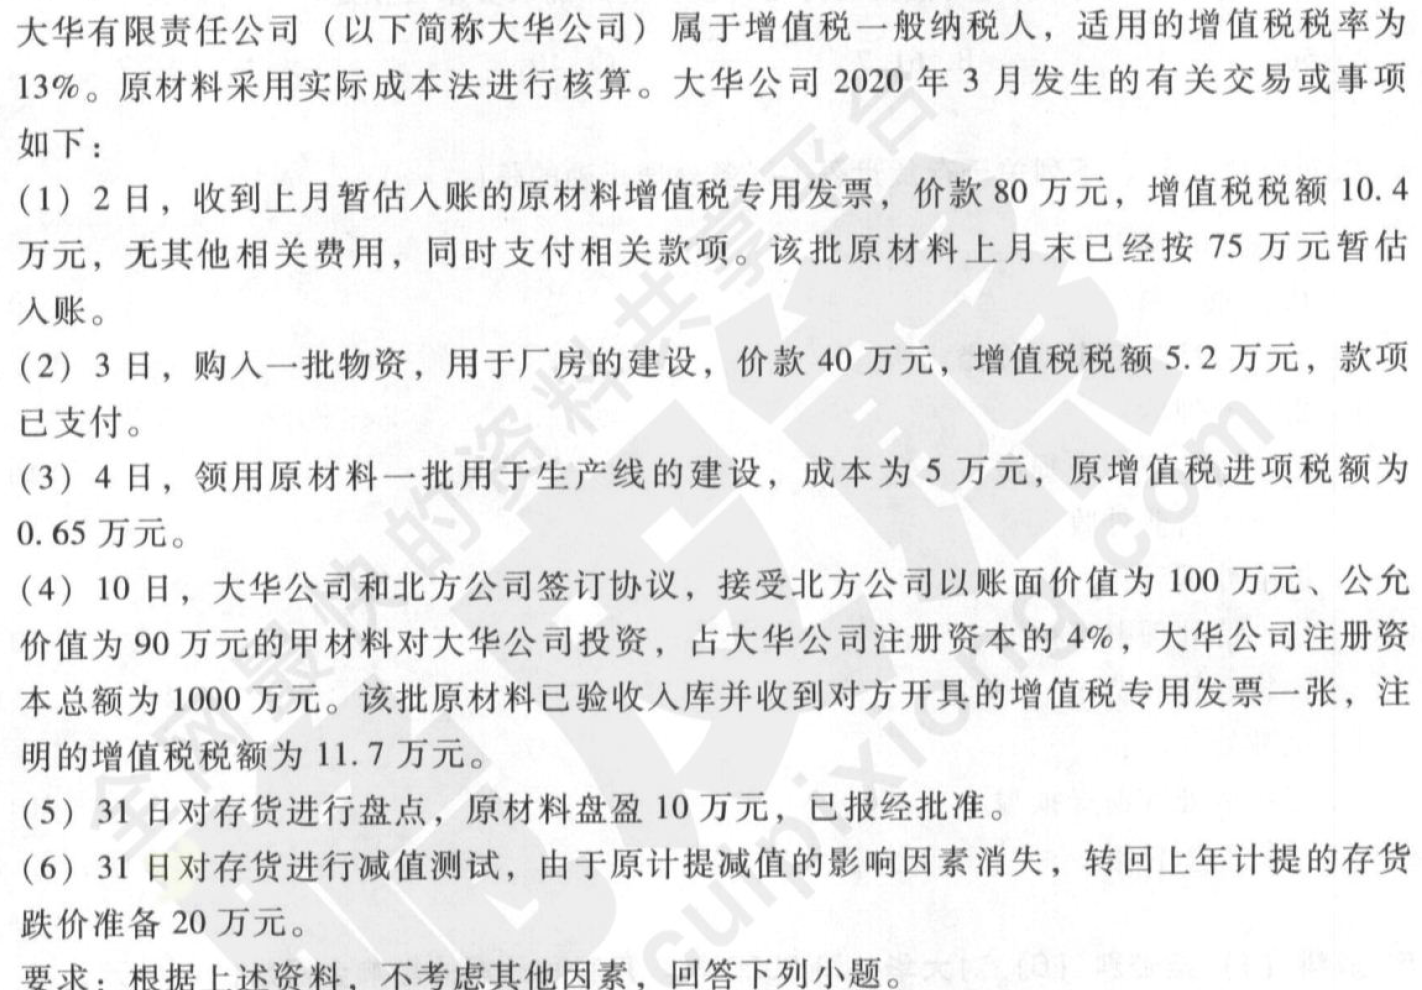 大华有限责任公司（以下简称大华公司）属于增值税一般纳税人，适用的增值税税率为
13%。原材料采用实际成本法进行核算。大华公司 2020 年 3 月发生的有关交易或事项
如下：
(1) 2 日，收到上月暂估入账的原材料增值税专用发票，价款 80 万元，增值税税额 10.4
万元，无其他相关费用，同时支付相关款项。该批原材料上月末已经按 75 万元暂估
入账。
(2) 3 日，购入一批物资，用于厂房的建设，价款 40 万元，增值税税额 5.2 万元，款项
已支付。
(3) 4 日，领用原材料一批用于生产线的建设，成本为 5 万元，原增值税进项税额为
0.65 万元。
(4) 10 日，大华公司和北方公司签订协议，接受北方公司以账面价值为 100 万元、公允
价值为 90 万元的甲材料对大华公司投资，占大华公司注册资本的 4%，大华公司注册资
本总额为 1000 万元。该批原材料已验收入库并收到对方开具的增值税专用发票一张，注
明的增值税税额为 11.7 万元。
(5) 31 日对存货进行盘点，原材料盘盈 10 万元，已报经批准。
(6) 31 日对存货进行减值测试，由于原计提减值的影响因素消失，转回上年计提的存货
跌价准备 20 万元。
要求：根据上述资料，不考虑其他因素，回答下列小题。
全网最快的资料共享平台
cunpixiong.com